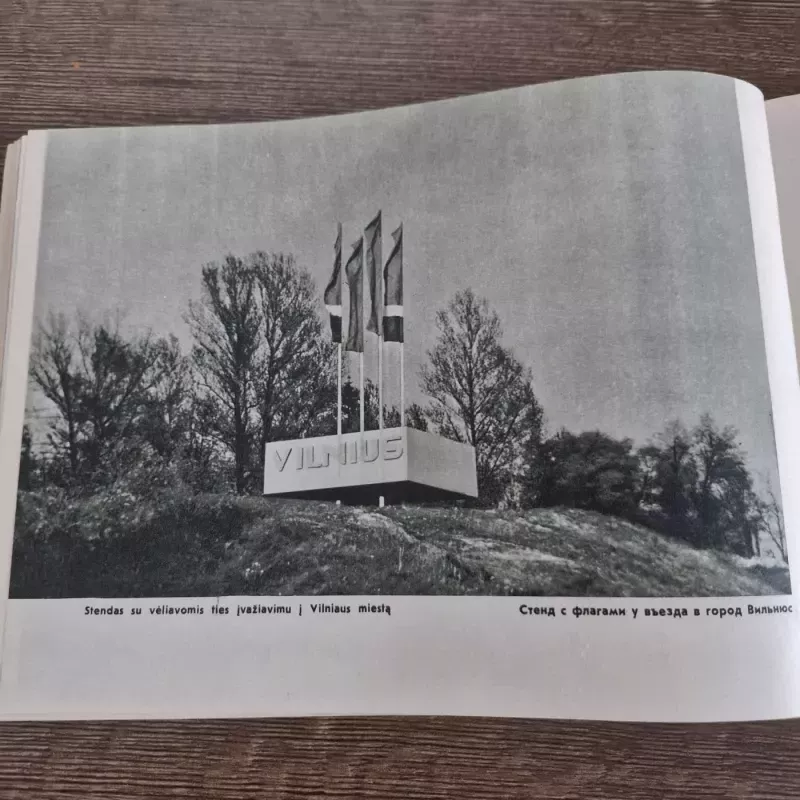 VILNIUS
Stendas su vėliavomis ties įvažiavimu į Vilniaus miestą
Стенд с флагами у въезда в город Вильнюс